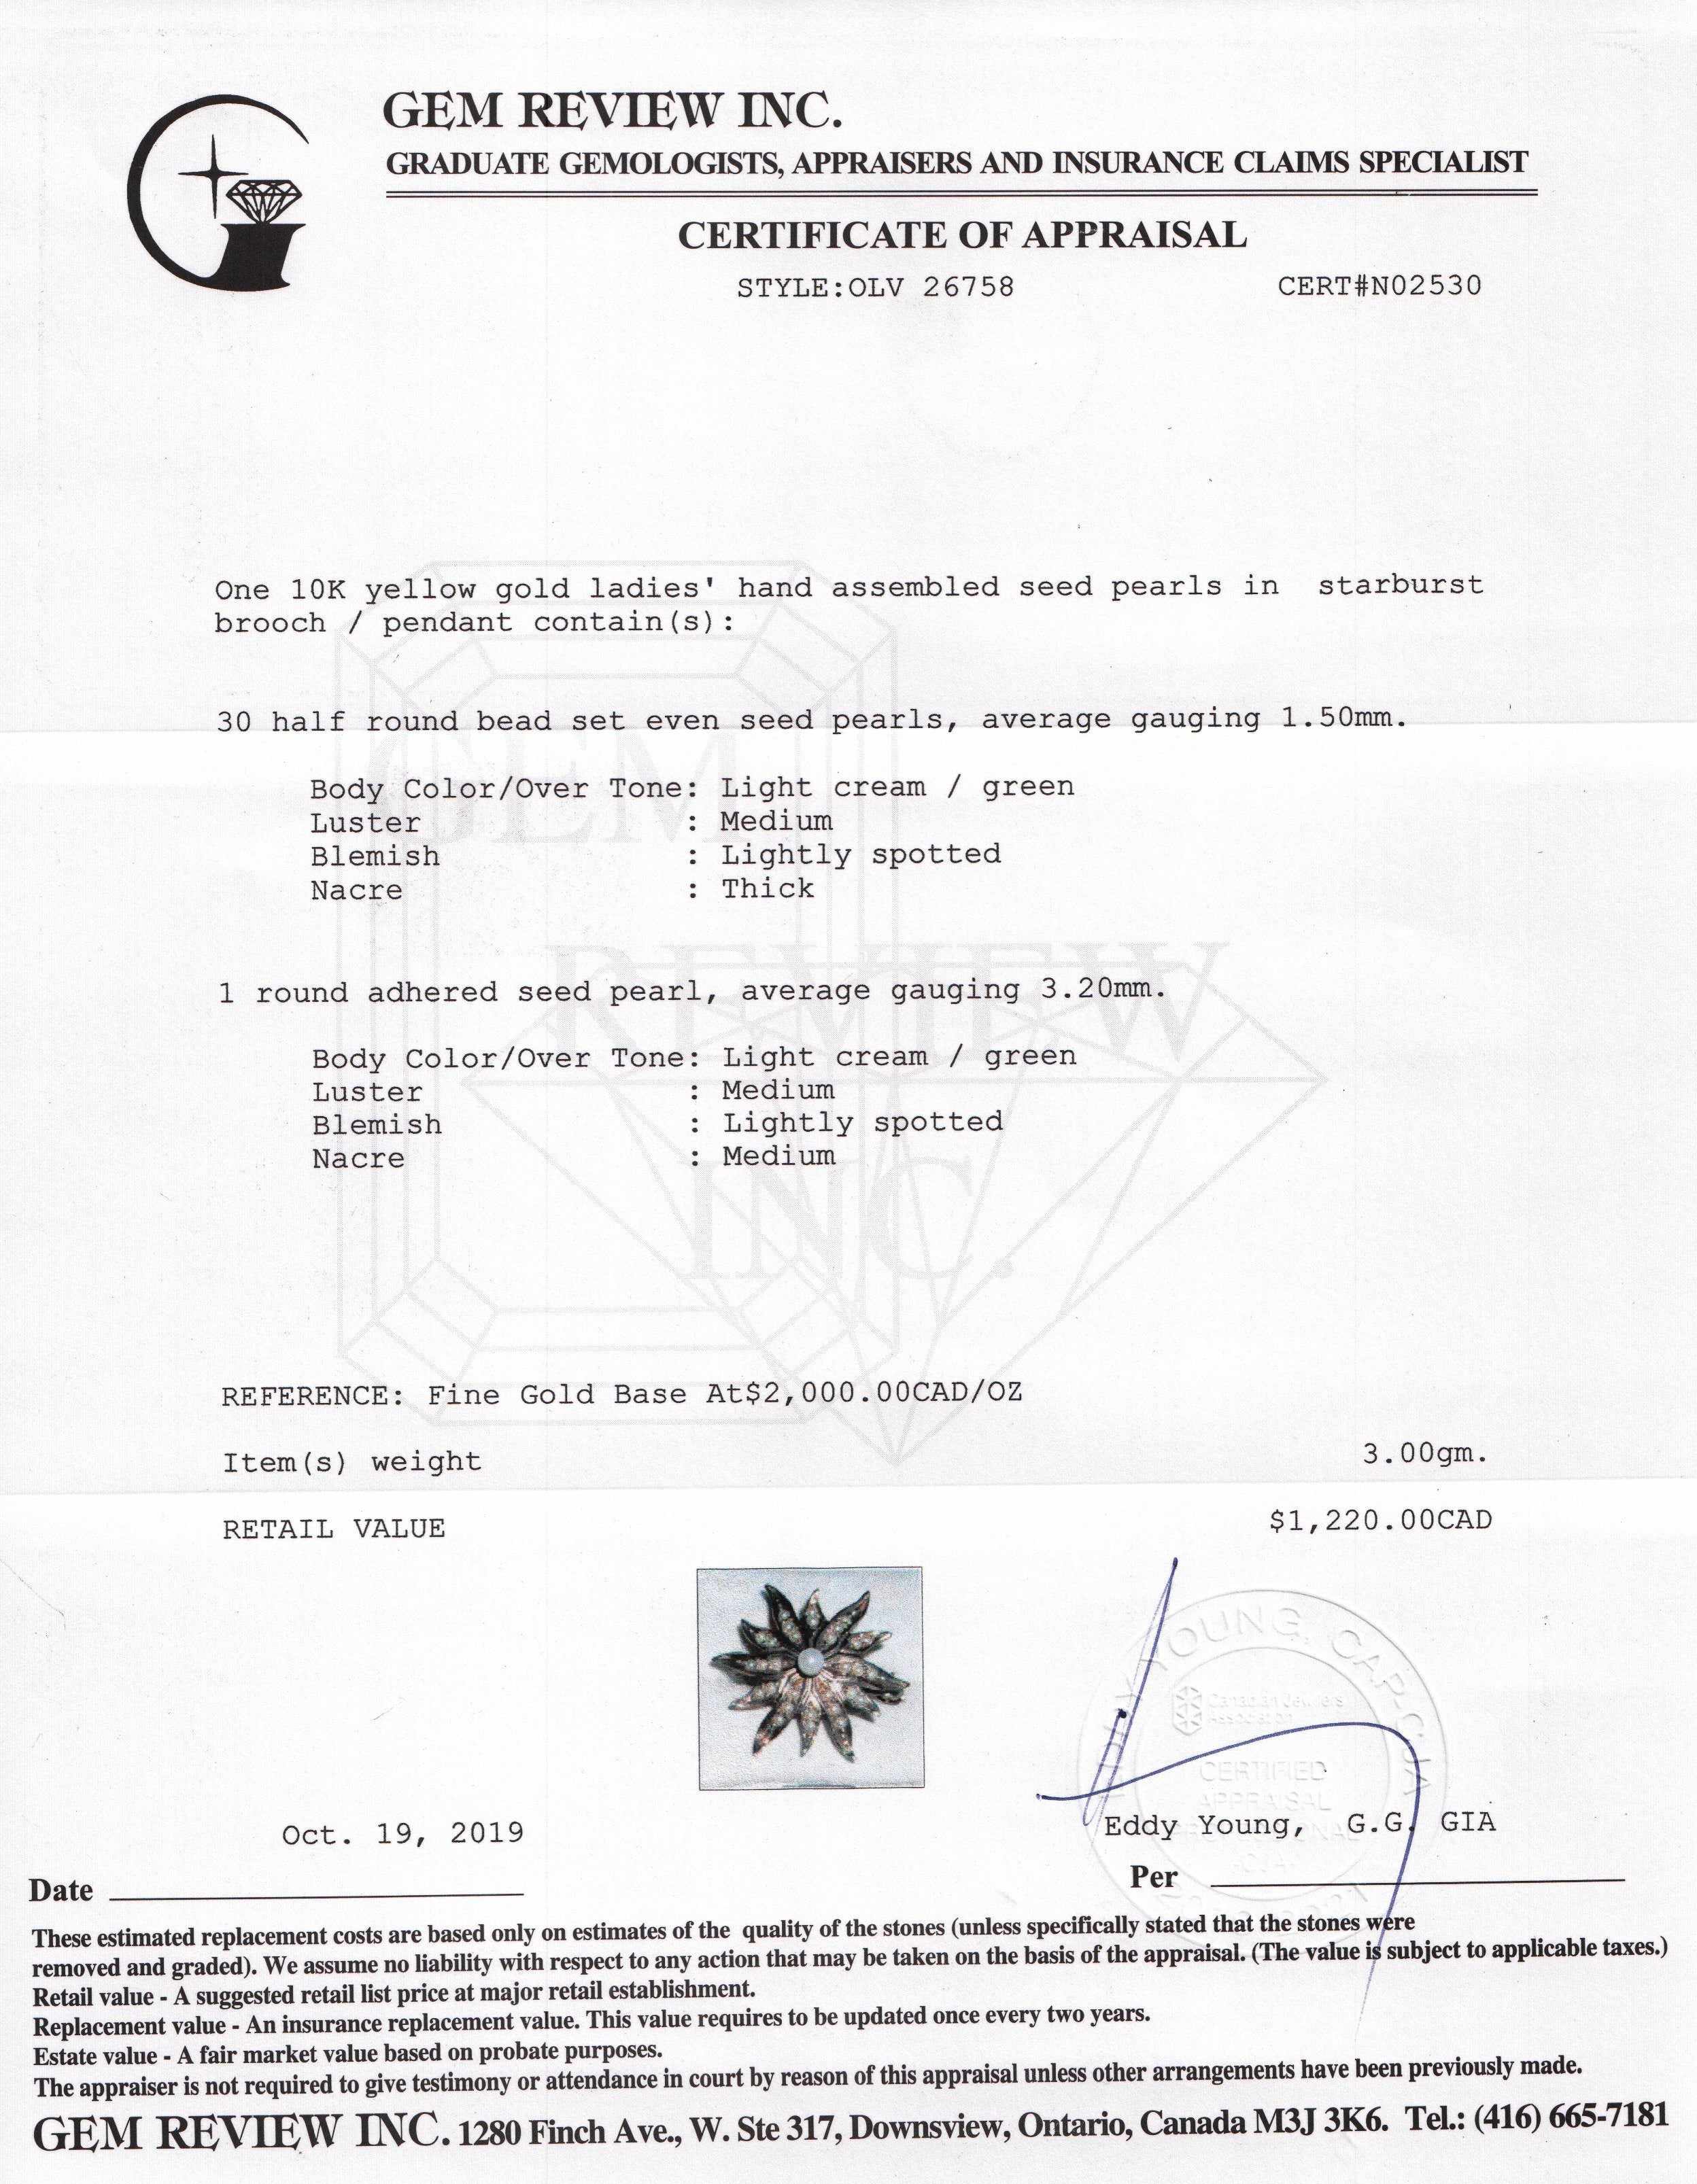 GEM REVIEW INC.
GRADUATE GEMOLOGISTS, APPRAISERS AND INSURANCE CLAIMS SPECIALIST
CERTIFICATE OF APPRAISAL
STYLE:OLV 26758 CERT#N02530
One 10K yellow gold ladies' hand assembled seed pearls in starburst
brooch / pendant contain(s):
30 half round bead set even seed pearls, average gauging 1.50mm.
Body Color/Over Tone: Light cream / green
Luster : Medium
Blemish : Lightly spotted
Nacre : Thick
1 round adhered seed pearl, average gauging 3.20mm.
Body Color/Over Tone: Light cream / green
Luster : Medium
Blemish : Lightly spotted
Nacre : Medium
GEM
REVIEW
INC.
REFERENCE: Fine Gold Base At$2,000.00CAD/OZ
Item(s) weight 3.00gm.
RETAIL VALUE $1,220.00CAD
EDDY YOUNG, CAP-CJA
Canadian Jewellers
Association
CERTIFIED
APPRAISAL
Oct. 19, 2019
Eddy Young, G.G. GIA
Date
Per
These estimated replacement costs are based only on estimates of the quality of the stones (unless specifically stated that the stones were
removed and graded). We assume no liability with respect to any action that may be taken on the basis of the appraisal. (The value is subject to applicable taxes.)
Retail value - A suggested retail list price at major retail establishment.
Replacement value - An insurance replacement value. This value requires to be updated once every two years.
Estate value - A fair market value based on probate purposes.
The appraiser is not required to give testimony or attendance in court by reason of this appraisal unless other arrangements have been previously made.
GEM REVIEW INC. 1280 Finch Ave., W. Ste 317, Downsview, Ontario, Canada M3J 3K6. Tel.: (416) 665-7181